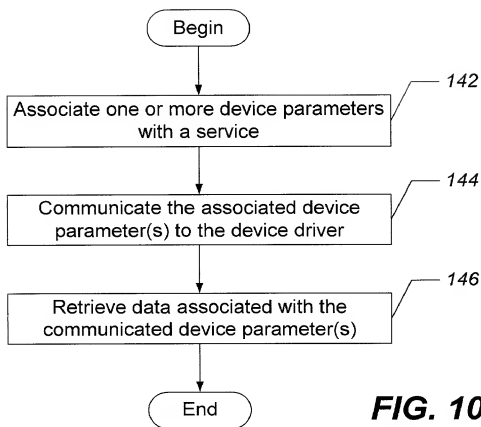 Begin
142
Associate one or more device parameters
with a service
144
Communicate the associated device
parameter(s) to the device driver
146
Retrieve data associated with the
communicated device parameter(s)
End
FIG. 10